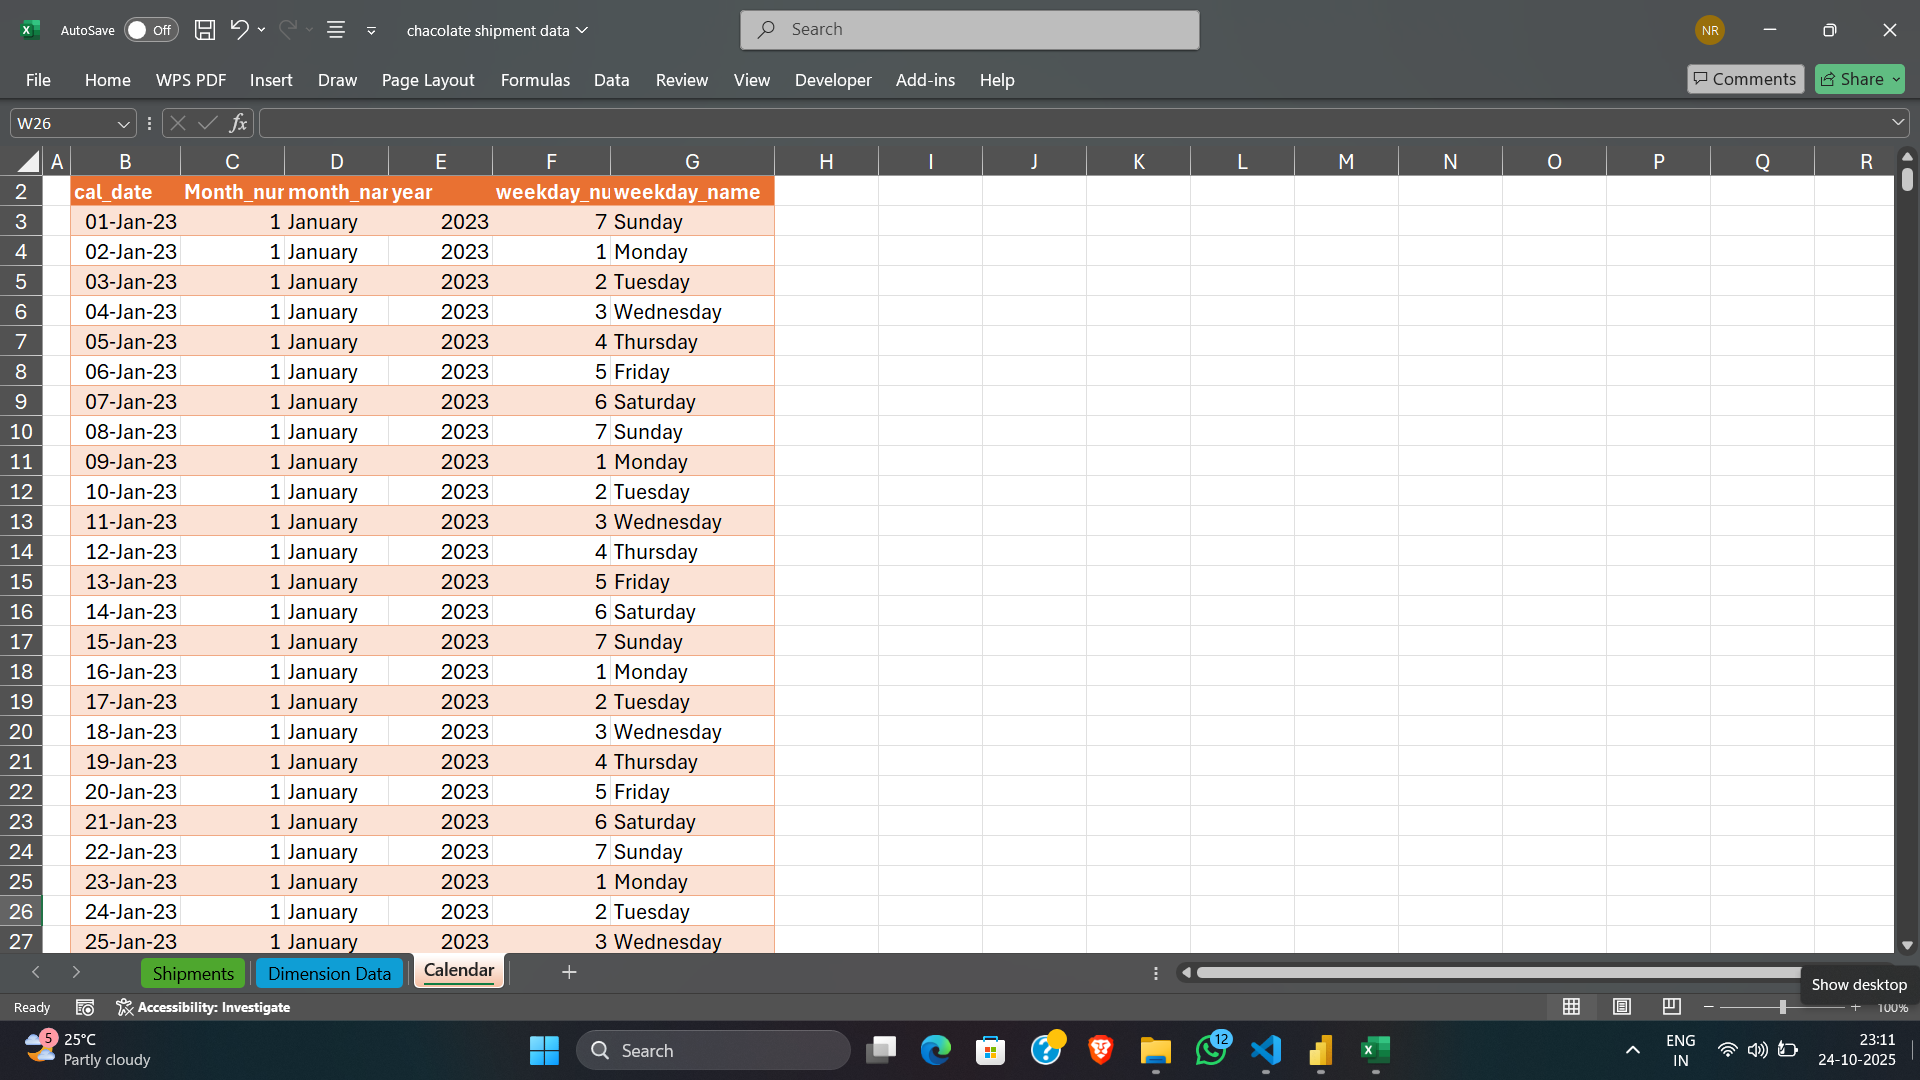 AutoSave Off chacolate shipment data Search NR
File Home WPS PDF Insert Draw Page Layout Formulas Data Review View Developer Add-ins Help Comments Share
W26 fx
A B C D E F G H I J K L M N O P Q R
2 cal_date Month_nur month_nar year weekday_nu weekday_name
3 01-Jan-23 1 January 2023 7 Sunday
4 02-Jan-23 1 January 2023 1 Monday
5 03-Jan-23 1 January 2023 2 Tuesday
6 04-Jan-23 1 January 2023 3 Wednesday
7 05-Jan-23 1 January 2023 4 Thursday
8 06-Jan-23 1 January 2023 5 Friday
9 07-Jan-23 1 January 2023 6 Saturday
10 08-Jan-23 1 January 2023 7 Sunday
11 09-Jan-23 1 January 2023 1 Monday
12 10-Jan-23 1 January 2023 2 Tuesday
13 11-Jan-23 1 January 2023 3 Wednesday
14 12-Jan-23 1 January 2023 4 Thursday
15 13-Jan-23 1 January 2023 5 Friday
16 14-Jan-23 1 January 2023 6 Saturday
17 15-Jan-23 1 January 2023 7 Sunday
18 16-Jan-23 1 January 2023 1 Monday
19 17-Jan-23 1 January 2023 2 Tuesday
20 18-Jan-23 1 January 2023 3 Wednesday
21 19-Jan-23 1 January 2023 4 Thursday
22 20-Jan-23 1 January 2023 5 Friday
23 21-Jan-23 1 January 2023 6 Saturday
24 22-Jan-23 1 January 2023 7 Sunday
25 23-Jan-23 1 January 2023 1 Monday
26 24-Jan-23 1 January 2023 2 Tuesday
27 25-Jan-23 1 January 2023 3 Wednesday
Shipments Dimension Data Calendar
Show desktop
Ready Accessibility: Investigate 100%
5 25°C
Partly cloudy
Search
12
ENG
IN
23:11
24-10-2025